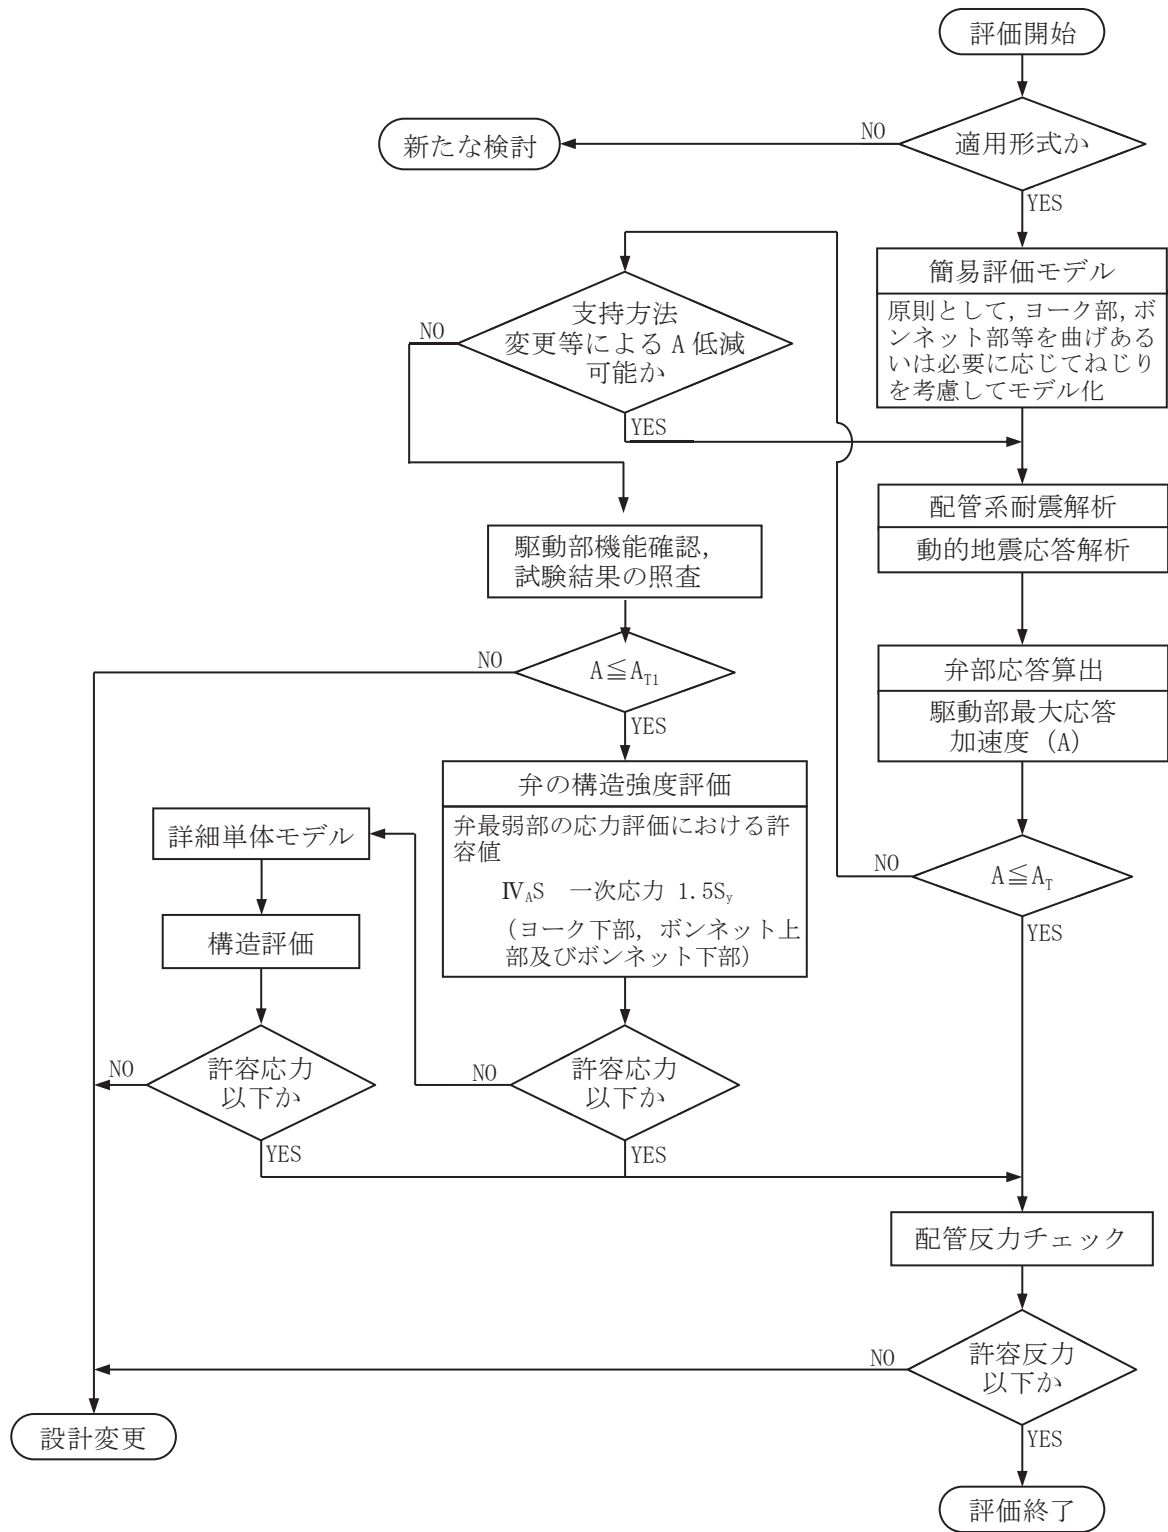 評価開始
適用形式か
NO
新たな検討
YES
簡易評価モデル
原則として,ヨーク部,ボ
ンネット部等を曲げある
いは必要に応じてねじり
を考慮してモデル化
支持方法
変更等による A 低減
可能か
NO
YES
配管系耐震解析
動的地震応答解析
駆動部機能確認,
試験結果の照査
弁部応答算出
駆動部最大応答
加速度 (A)
A≦A_T1
NO
YES
弁の構造強度評価
弁最弱部の応力評価における許
容値
Ⅳ_AS 一次応力 1.5S_y
(ヨーク下部, ボンネット上
部及びボンネット下部)
A≦A_T
NO
YES
詳細単体モデル
構造評価
許容応力
以下か
NO
YES
許容応力
以下か
NO
YES
配管反力チェック
許容反力
以下か
NO
YES
設計変更
評価終了